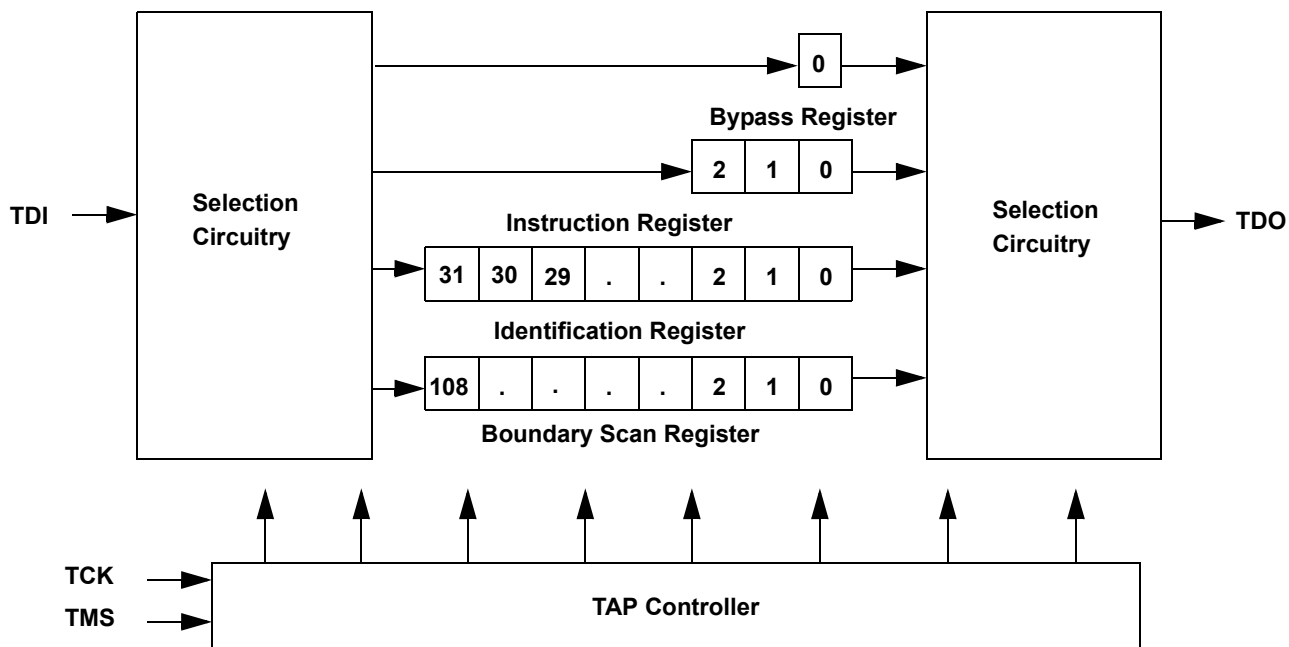 0
Bypass Register
2 1 0
TDI
Selection
Circuitry
Selection
Circuitry
TDO
Instruction Register
31 30 29 . . 2 1 0
Identification Register
108 . . . . 2 1 0
Boundary Scan Register
TCK
TMS
TAP Controller